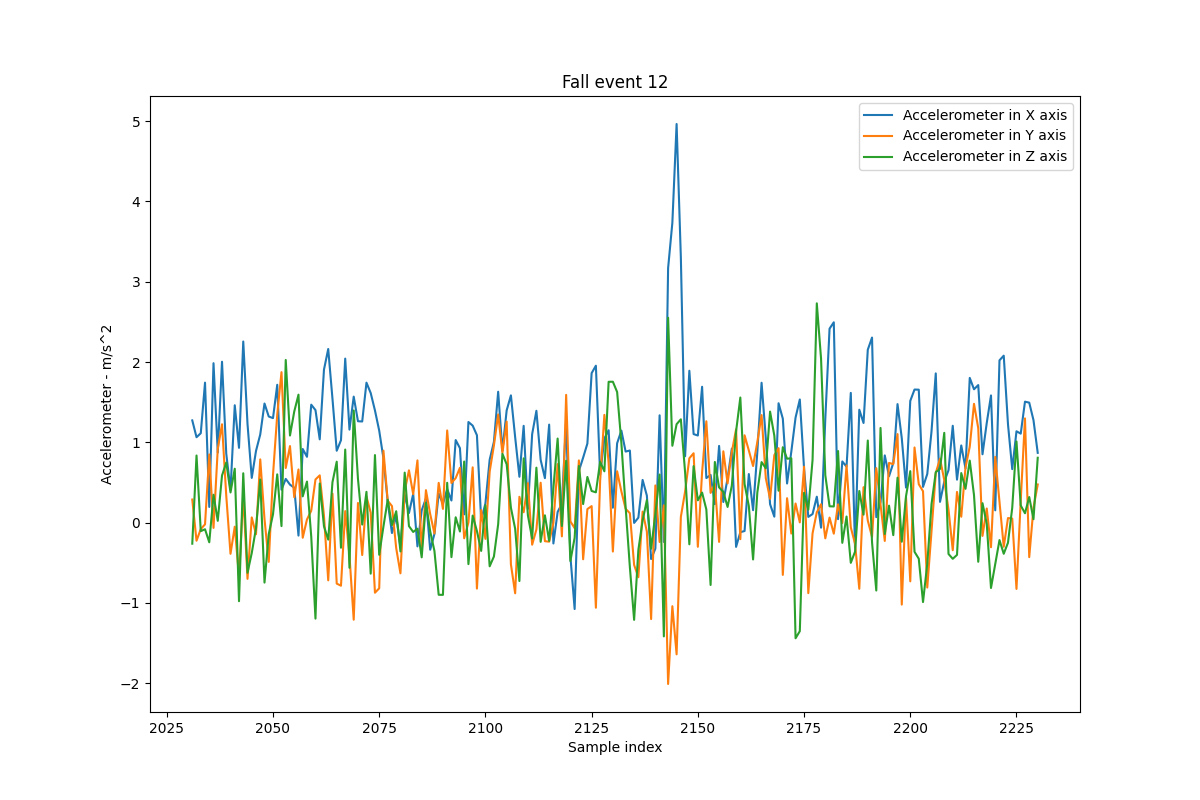 Fall event 12
Accelerometer in X axis
Accelerometer in Y axis
Accelerometer in Z axis
Accelerometer - m/s^2
5
4
3
2
1
0
−1
−2
2025 2050 2075 2100 2125 2150 2175 2200 2225
Sample index